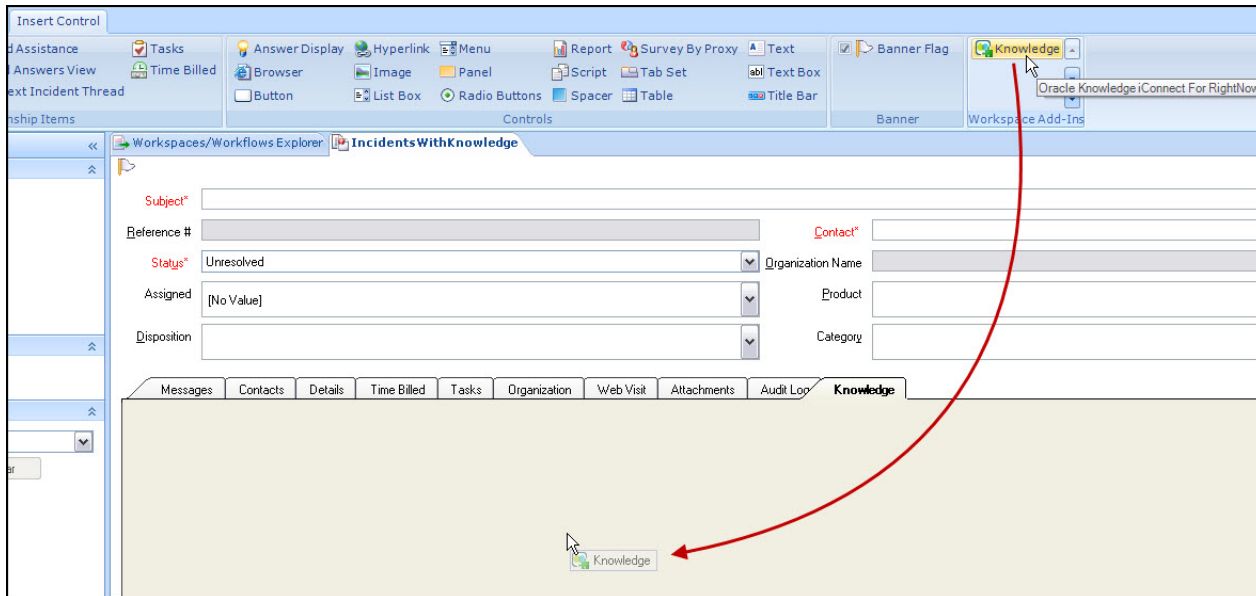 Insert Control
d Assistance Tasks Answer Display Hyperlink Menu Report Survey By Proxy Text Banner Flag Knowledge
l Answers View Time Billed Browser Image Panel Script Tab Set Text Box
ext Incident Thread Button List Box Radio Buttons Spacer Table Title Bar
Oracle Knowledge iConnect For RightNow
nship Items Controls Banner Workspace Add-Ins
Workspaces/Workflows Explorer IncidentsWithKnowledge
Subject*
Reference # Contact*
Status* Unresolved Organization Name
Assigned [No Value] Product
Disposition Category
Messages Contacts Details Time Billed Tasks Organization Web Visit Attachments Audit Log Knowledge
ar
Knowledge